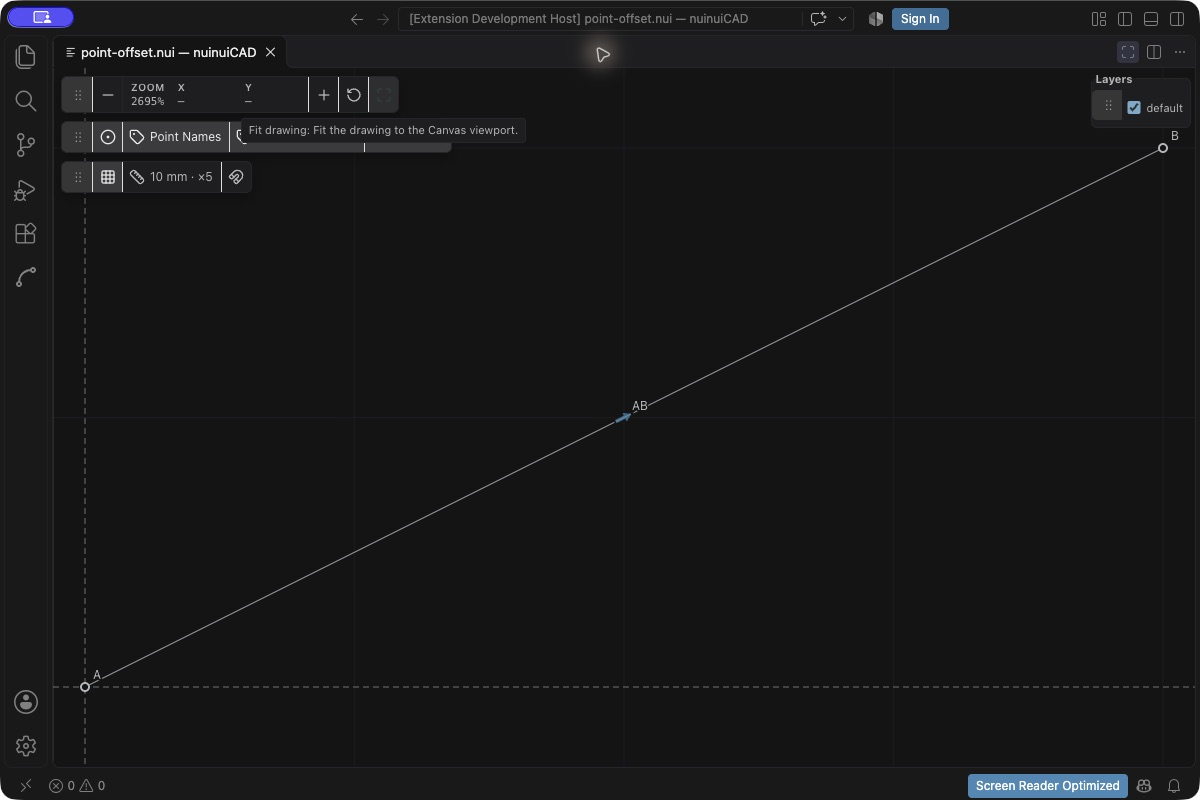 [Extension Development Host] point-offset.nui — nuinuiCAD
Sign In
point-offset.nui — nuinuiCAD
ZOOM X Y
2695% — —
Layers
default
Fit drawing: Fit the drawing to the Canvas viewport.
Point Names
10 mm · ×5
B
AB
A
0 0
Screen Reader Optimized